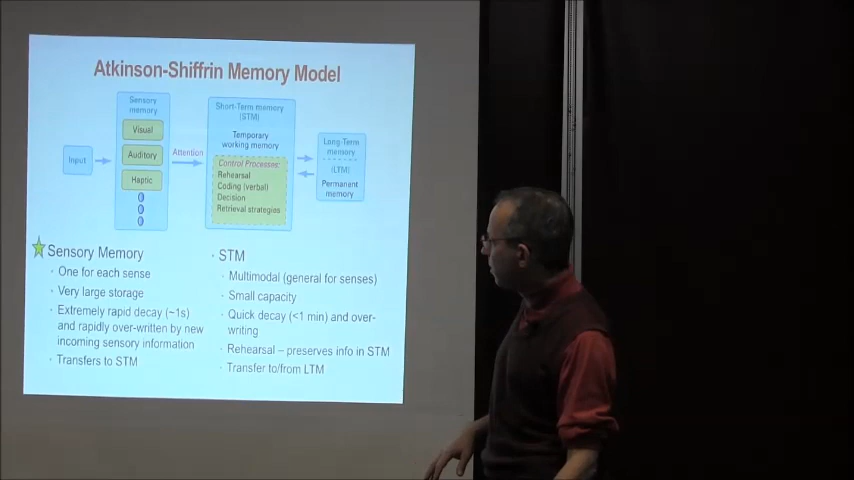 Atkinson-Shiffrin Memory Model
Input
Sensory
memory
Visual
Auditory
Haptic
Attention
Short-Term memory
(STM)
Temporary
working memory
Control Processes:
Rehearsal
Coding (verbal)
Decision
Retrieval strategies
Long-Term
memory
(LTM)
Permanent
memory
Sensory Memory
• One for each sense
• Very large storage
• Extremely rapid decay (~1s)
and rapidly over-written by new
incoming sensory information
• Transfers to STM
• STM
• Multimodal (general for senses)
• Small capacity
• Quick decay (<1 min) and over-
writing
• Rehearsal – preserves info in STM
• Transfer to/from LTM